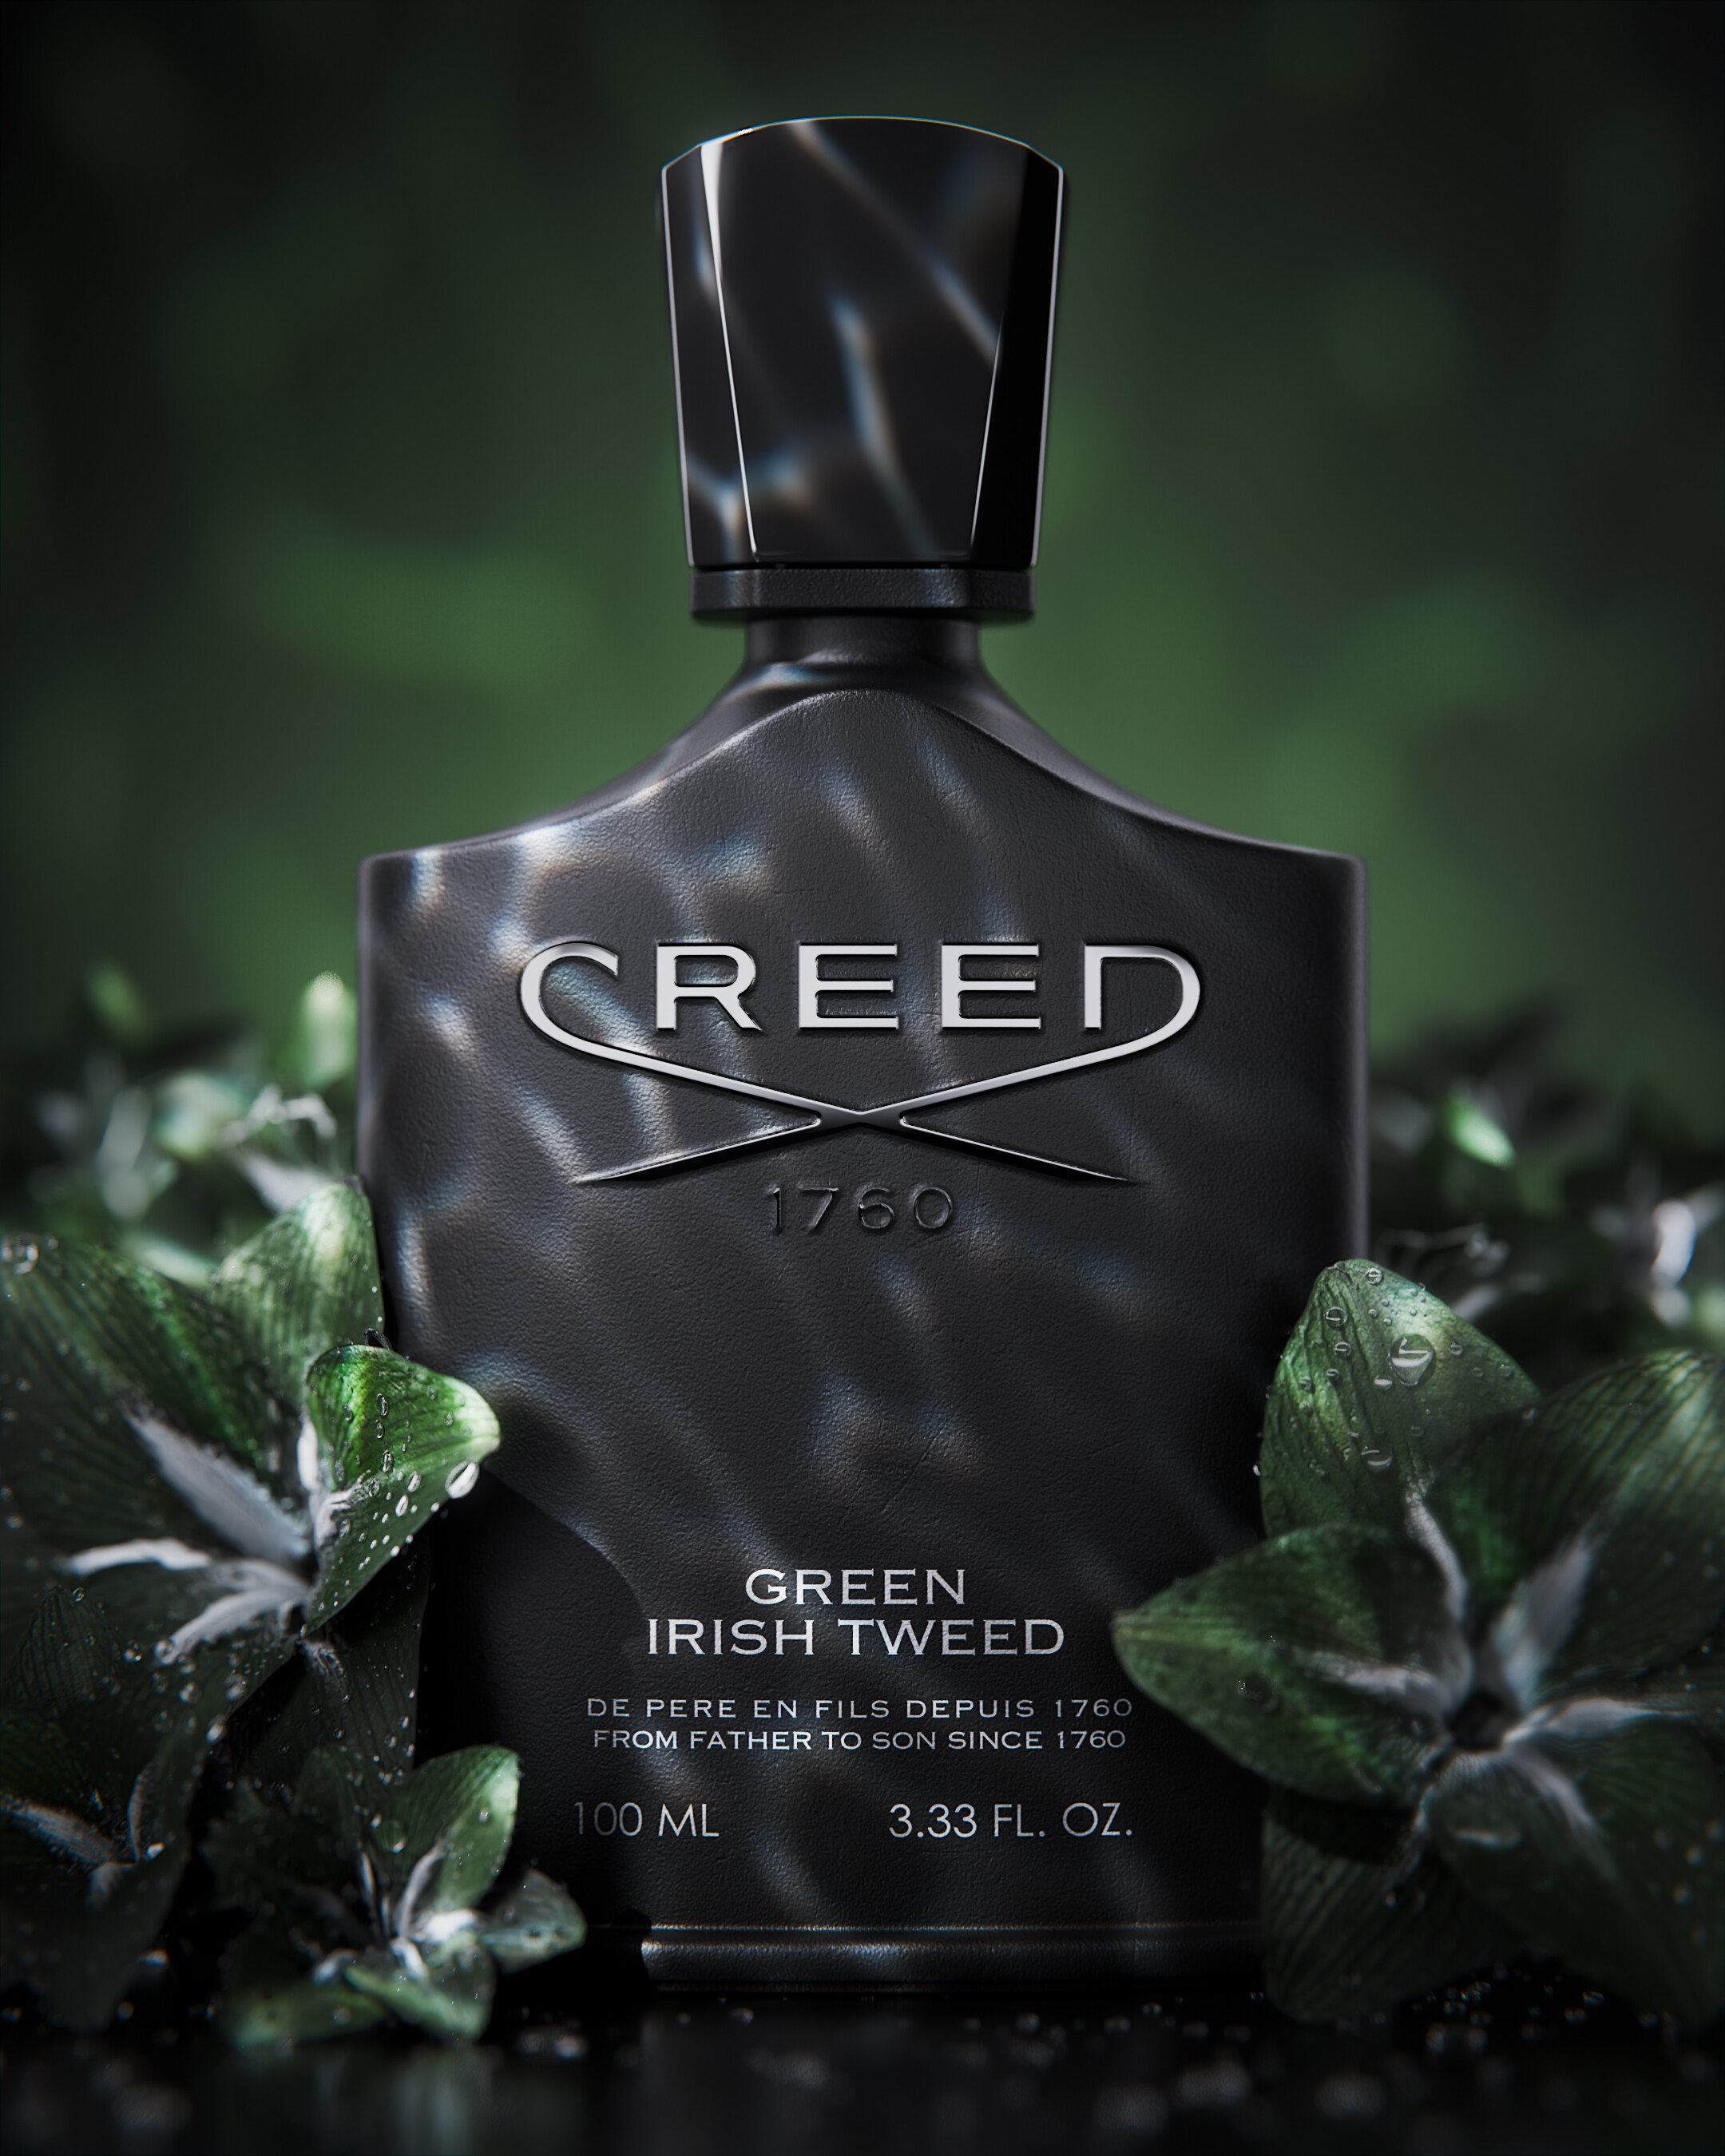 CREED
1760
GREEN
IRISH TWEED
DE PERE EN FILS DEPUIS 1760
FROM FATHER TO SON SINCE 1760
100 ML 3.33 FL. OZ.